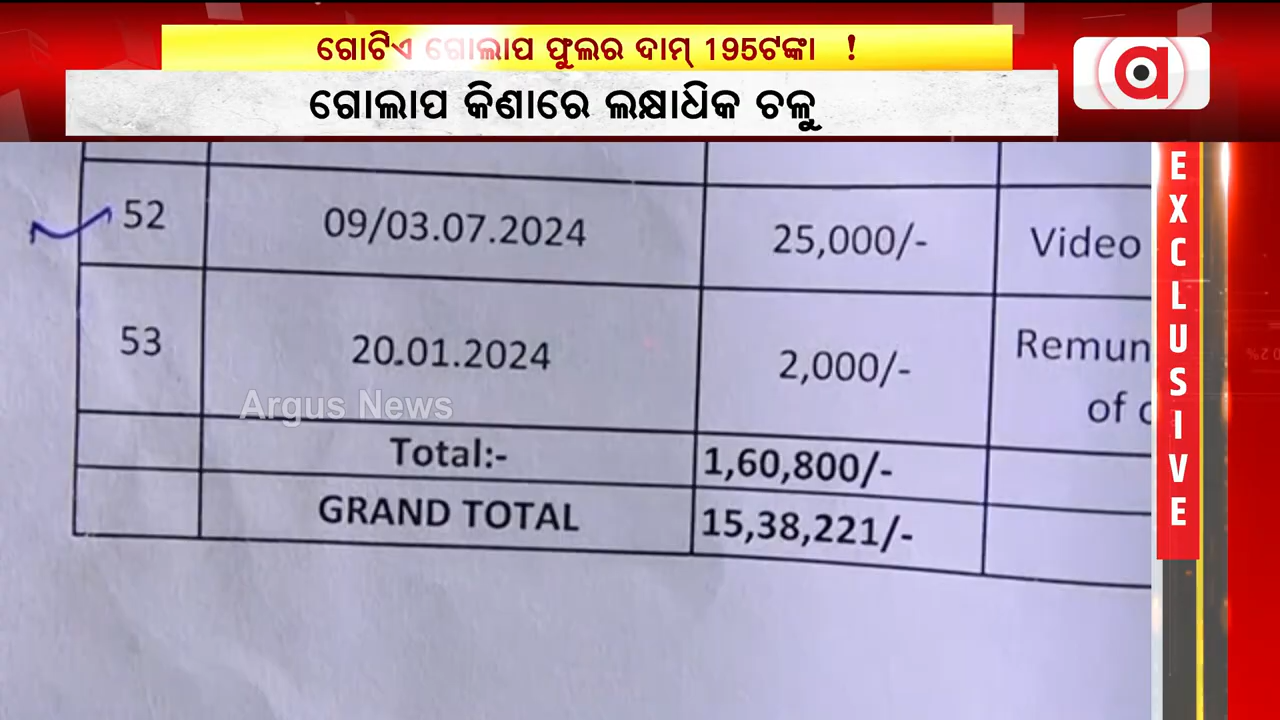 ଗୋଟିଏ ଗୋଲାପ ଫୁଲର ଦାମ୍ 195ଟଙ୍କା !
ଗୋଲାପ କିଣାରେ ଲକ୍ଷାଧିକ ଚଳୁ
a
EXCLUSIVE
52 09/03.07.2024 25,000/- Video
53 20.01.2024 2,000/- Remun
of c
Argus News
Total:- 1,60,800/-
GRAND TOTAL 15,38,221/-